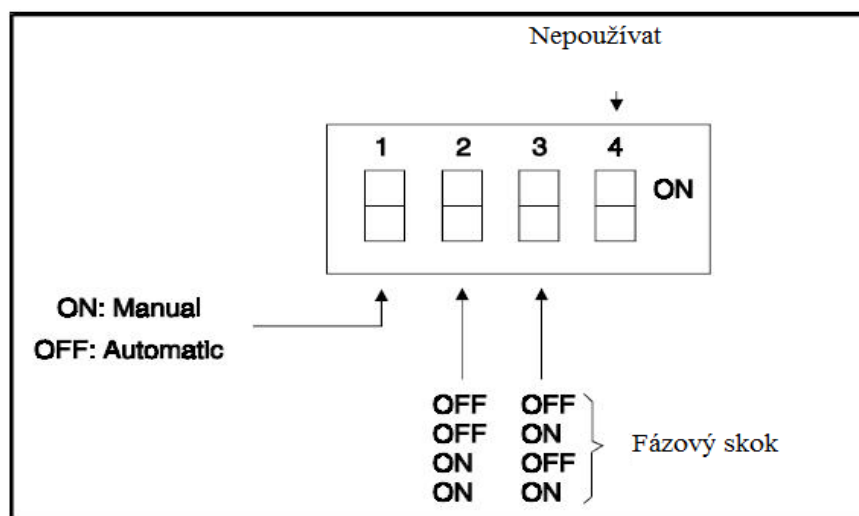 Nepoužívat
1 2 3 4
ON
ON: Manual
OFF: Automatic
OFF OFF
OFF ON
ON OFF
ON ON
Fázový skok